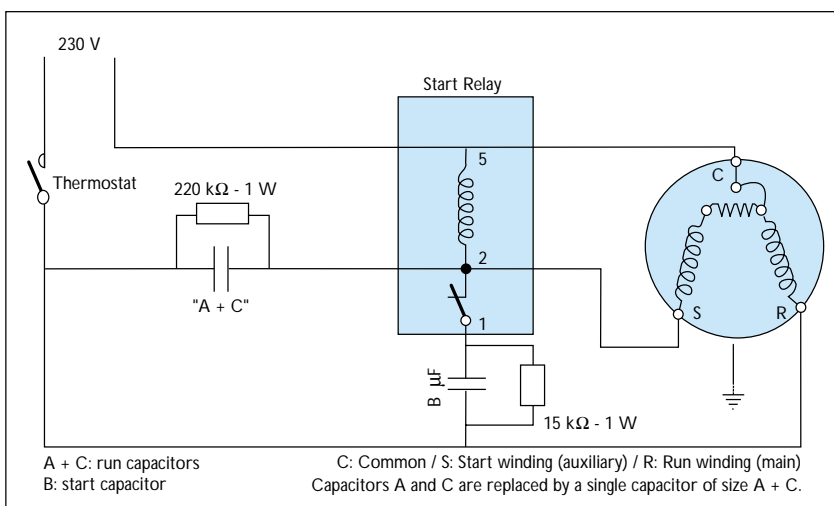 230 V
Start Relay
5
C
Thermostat
220 kΩ - 1 W
2
"A + C"
S
R
1
B µF
15 kΩ - 1 W
A + C: run capacitors
B: start capacitor
C: Common / S: Start winding (auxiliary) / R: Run winding (main)
Capacitors A and C are replaced by a single capacitor of size A + C.